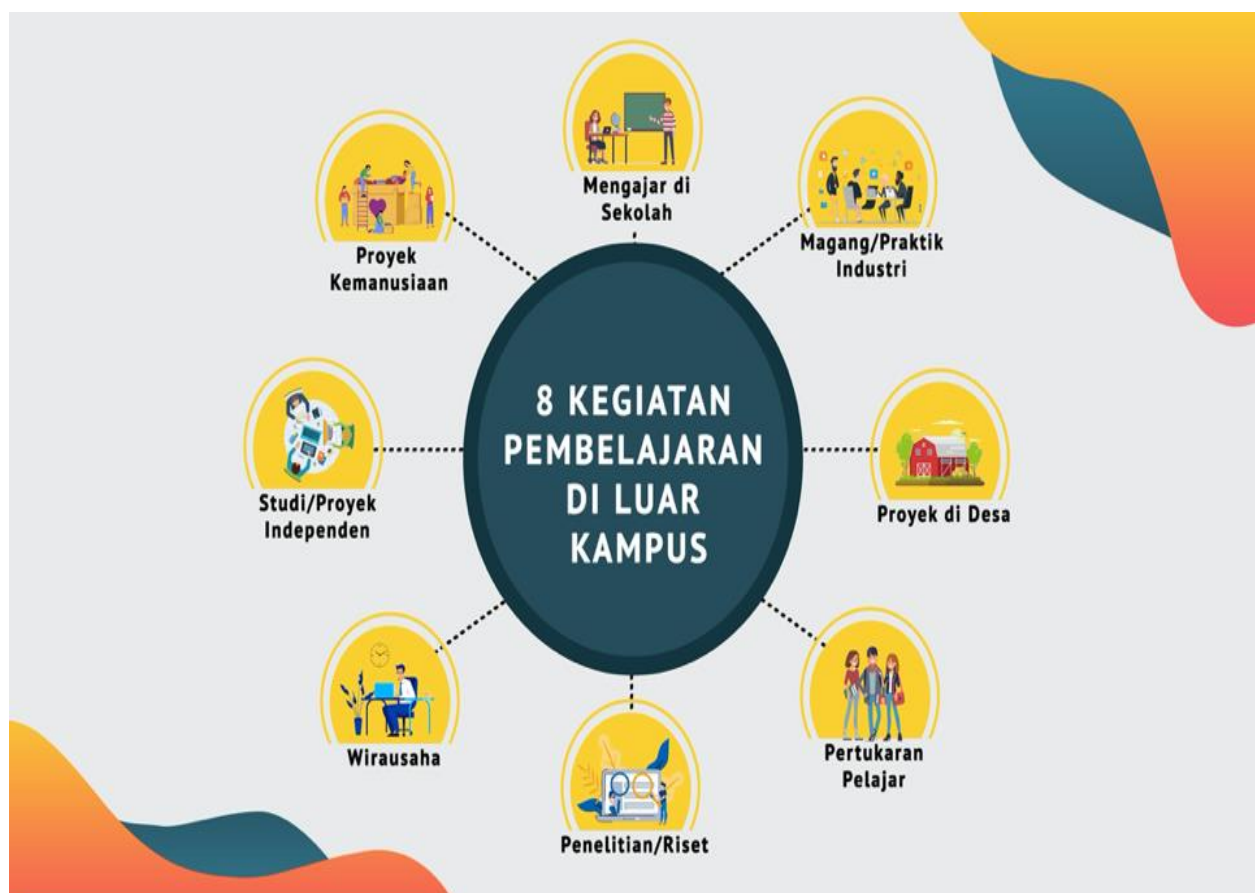 8 KEGIATAN
PEMBELAJARAN
DI LUAR
KAMPUS
Mengajar di
Sekolah
Magang/Praktik
Industri
Proyek di Desa
Pertukaran
Pelajar
Penelitian/Riset
Wirausaha
Studi/Proyek
Independen
Proyek
Kemanusiaan